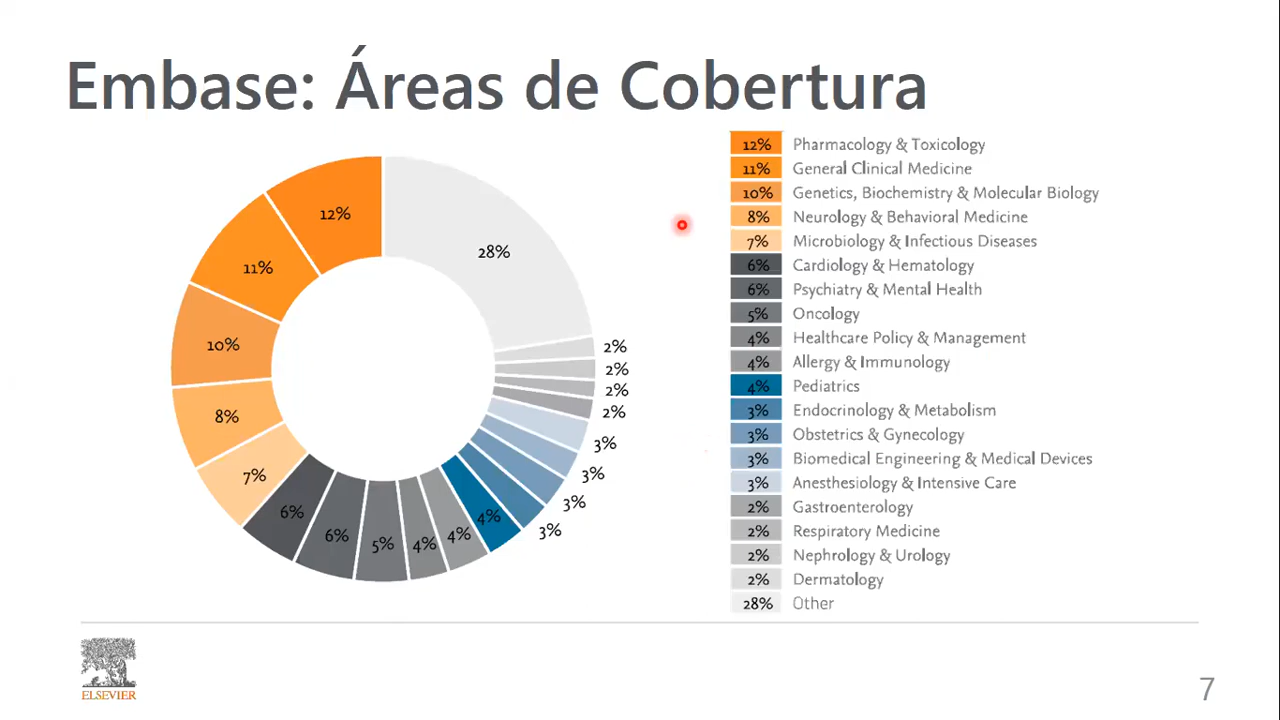 Embase: Áreas de Cobertura
12%
28%
11%
10%
8%
7%
6%
6%
5%
4%
4%
4%
3%
3%
3%
3%
2%
2%
2%
2%
12% Pharmacology & Toxicology
11% General Clinical Medicine
10% Genetics, Biochemistry & Molecular Biology
8% Neurology & Behavioral Medicine
7% Microbiology & Infectious Diseases
6% Cardiology & Hematology
6% Psychiatry & Mental Health
5% Oncology
4% Healthcare Policy & Management
4% Allergy & Immunology
4% Pediatrics
3% Endocrinology & Metabolism
3% Obstetrics & Gynecology
3% Biomedical Engineering & Medical Devices
3% Anesthesiology & Intensive Care
2% Gastroenterology
2% Respiratory Medicine
2% Nephrology & Urology
2% Dermatology
28% Other
ELSEVIER
7